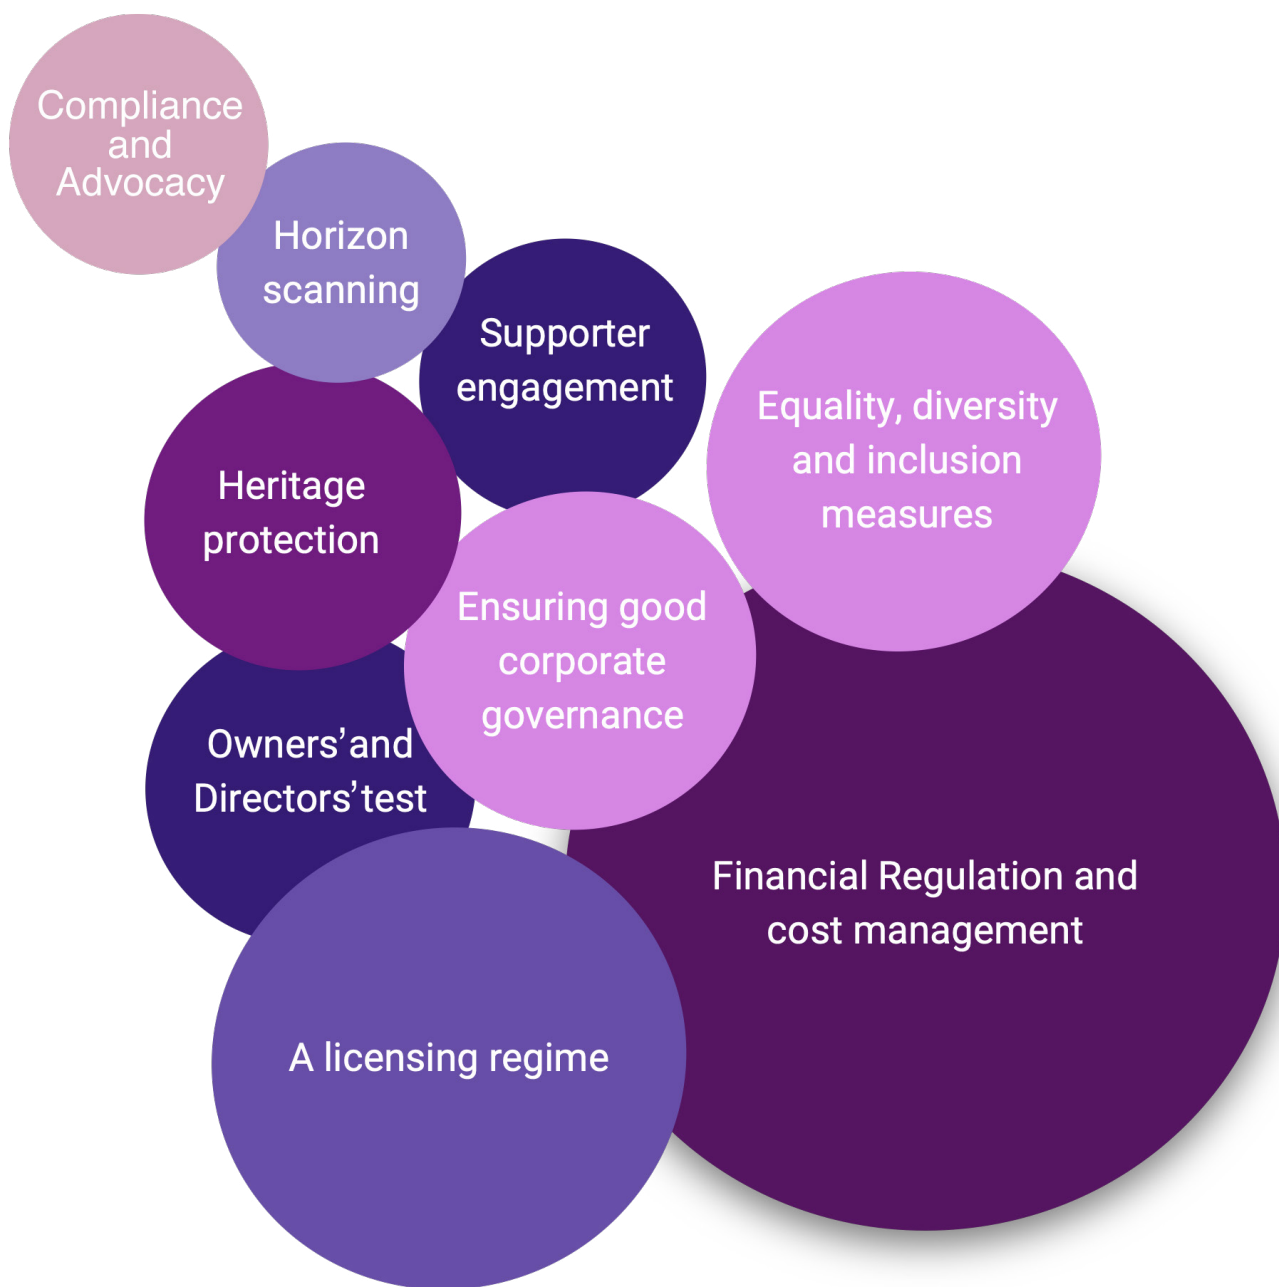 Compliance
and
Advocacy
Horizon
scanning
Supporter
engagement
Equality, diversity
and inclusion
measures
Heritage
protection
Ensuring good
corporate
governance
Owners’and
Directors’test
Financial Regulation and
cost management
A licensing regime